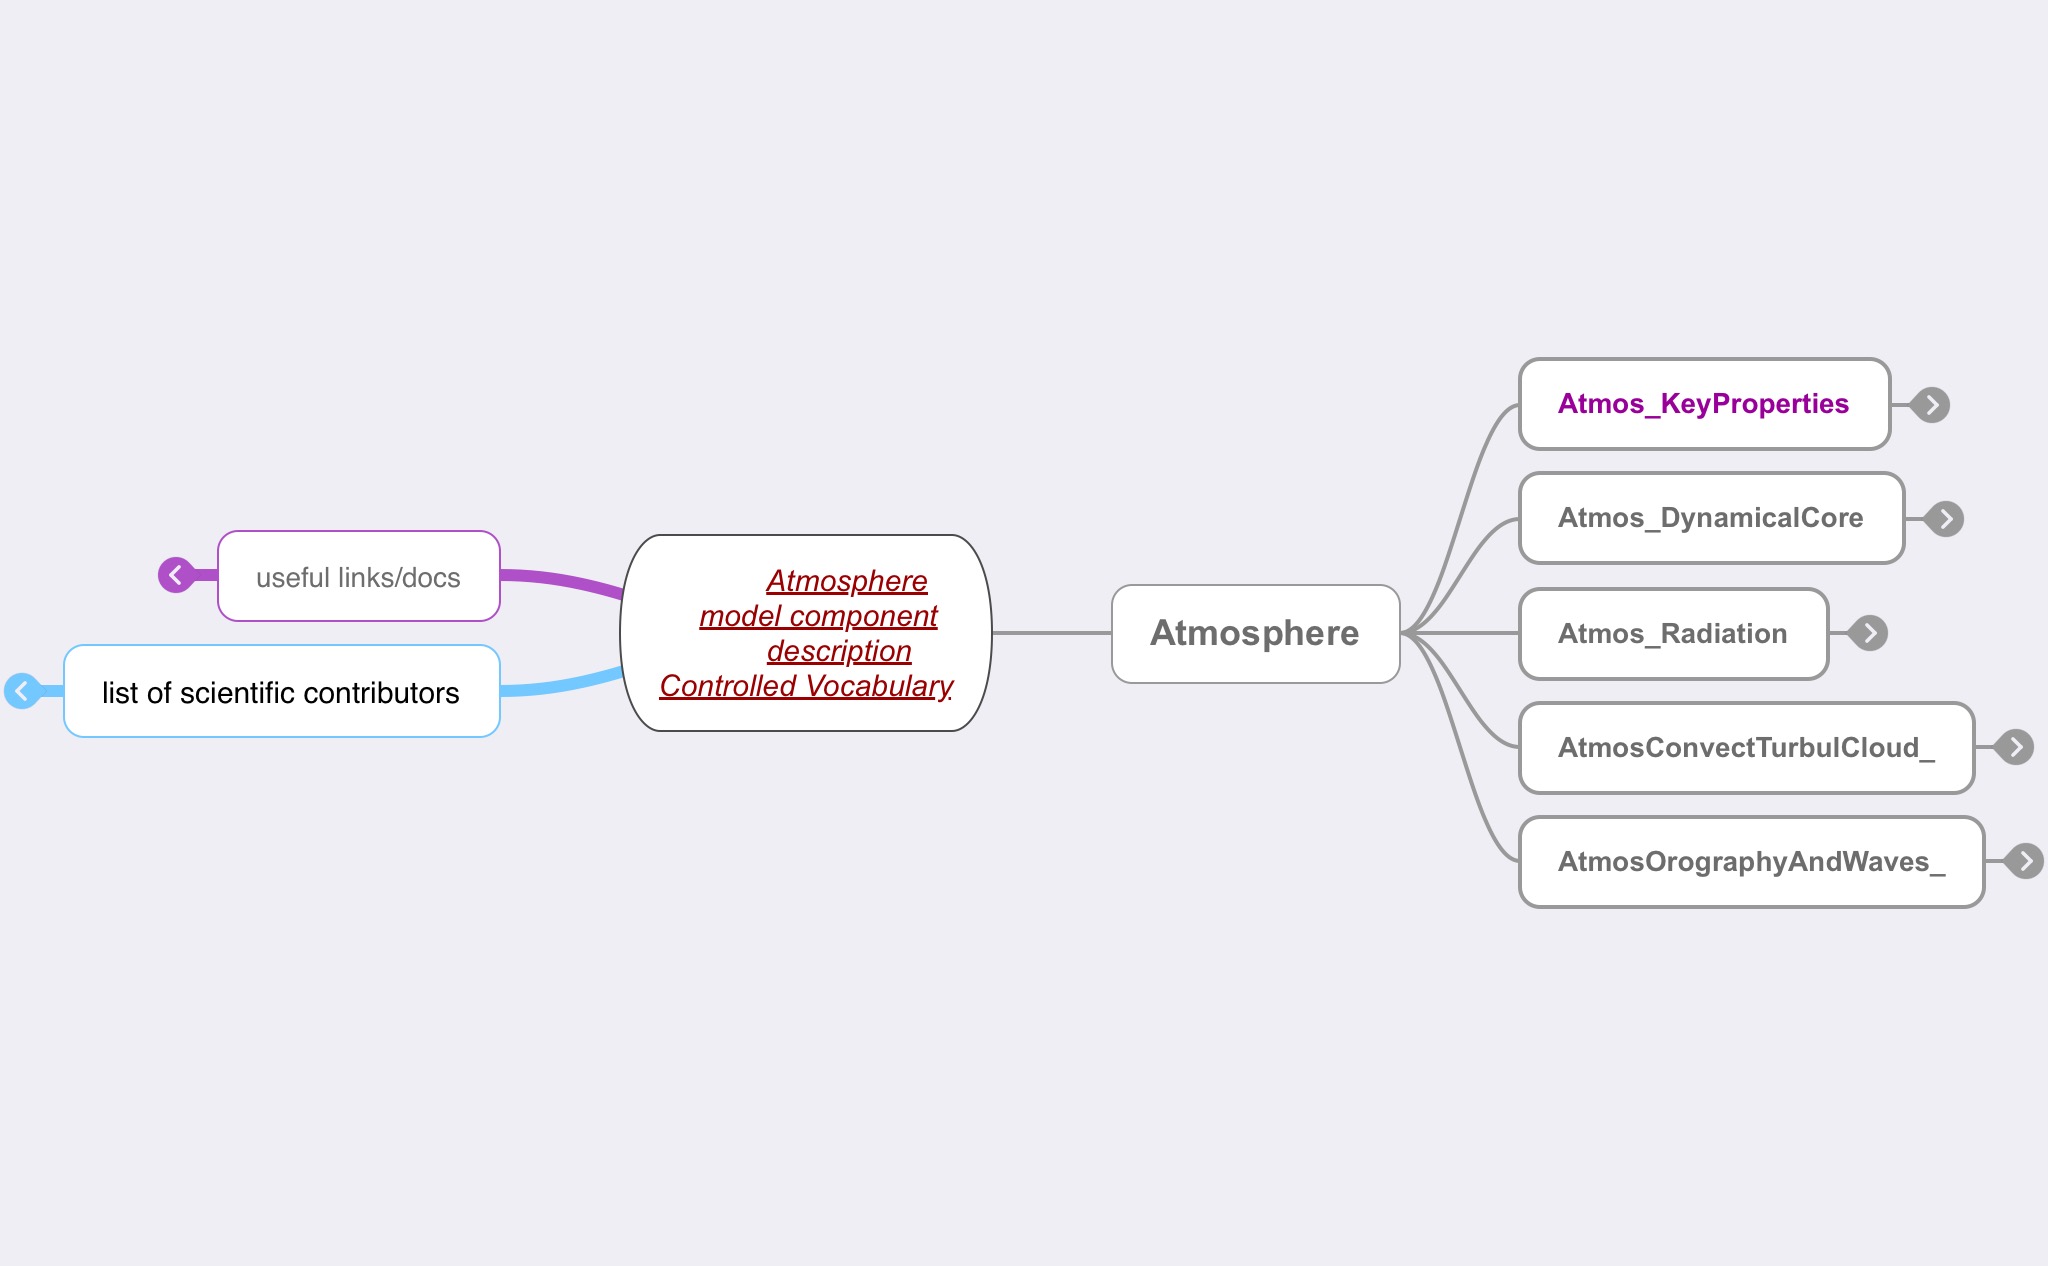 useful links/docs
list of scientific contributors
Atmosphere
model component
description
Controlled Vocabulary
Atmosphere
Atmos_KeyProperties
Atmos_DynamicalCore
Atmos_Radiation
AtmosConvectTurbulCloud_
AtmosOrographyAndWaves_